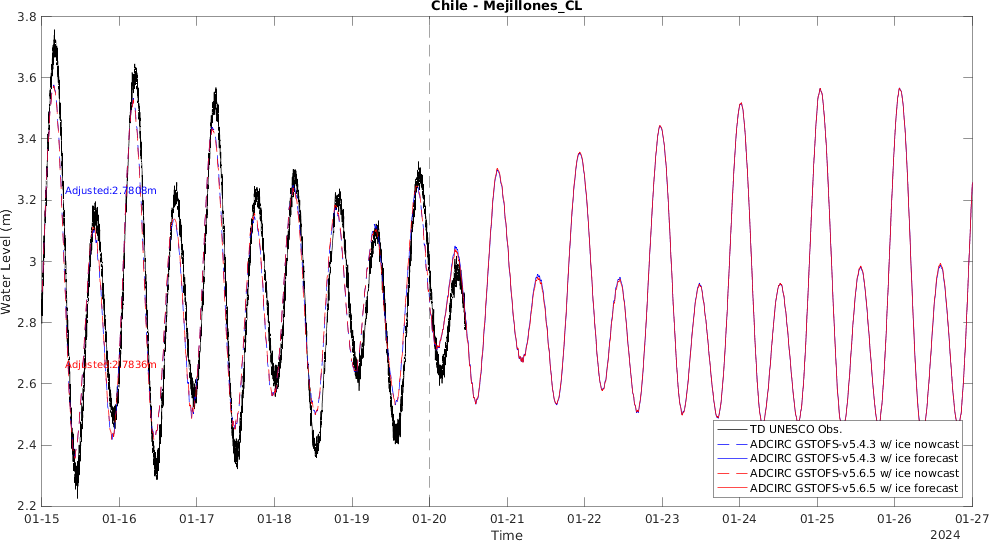 Chile - Mejillones_CL
3.8
3.6
3.4
3.2
3
2.8
2.6
2.4
2.2
Water Level (m)
Adjusted:2.7803m
Adjusted:2.7836m
TD UNESCO Obs.
ADCIRC GSTOFS-v5.4.3 w/ ice nowcast
ADCIRC GSTOFS-v5.4.3 w/ ice forecast
ADCIRC GSTOFS-v5.6.5 w/ ice nowcast
ADCIRC GSTOFS-v5.6.5 w/ ice forecast
01-15 01-16 01-17 01-18 01-19 01-20 01-21 01-22 01-23 01-24 01-25 01-26 01-27
Time
2024